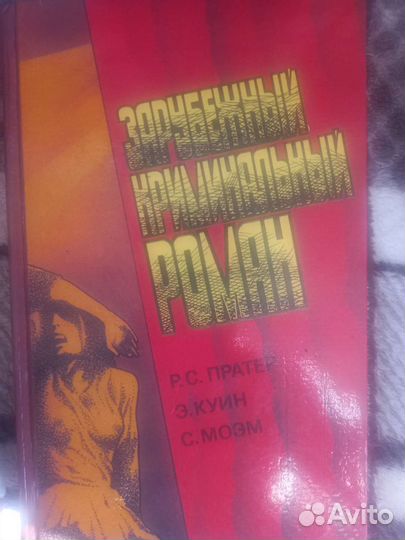 ЗАРУБЕЖНЫЙ
КРИМИНАЛЬНЫЙ
РОМАН
Р.С. ПРАТЕР
Э.КУИН
С.МОЭМ
Avito